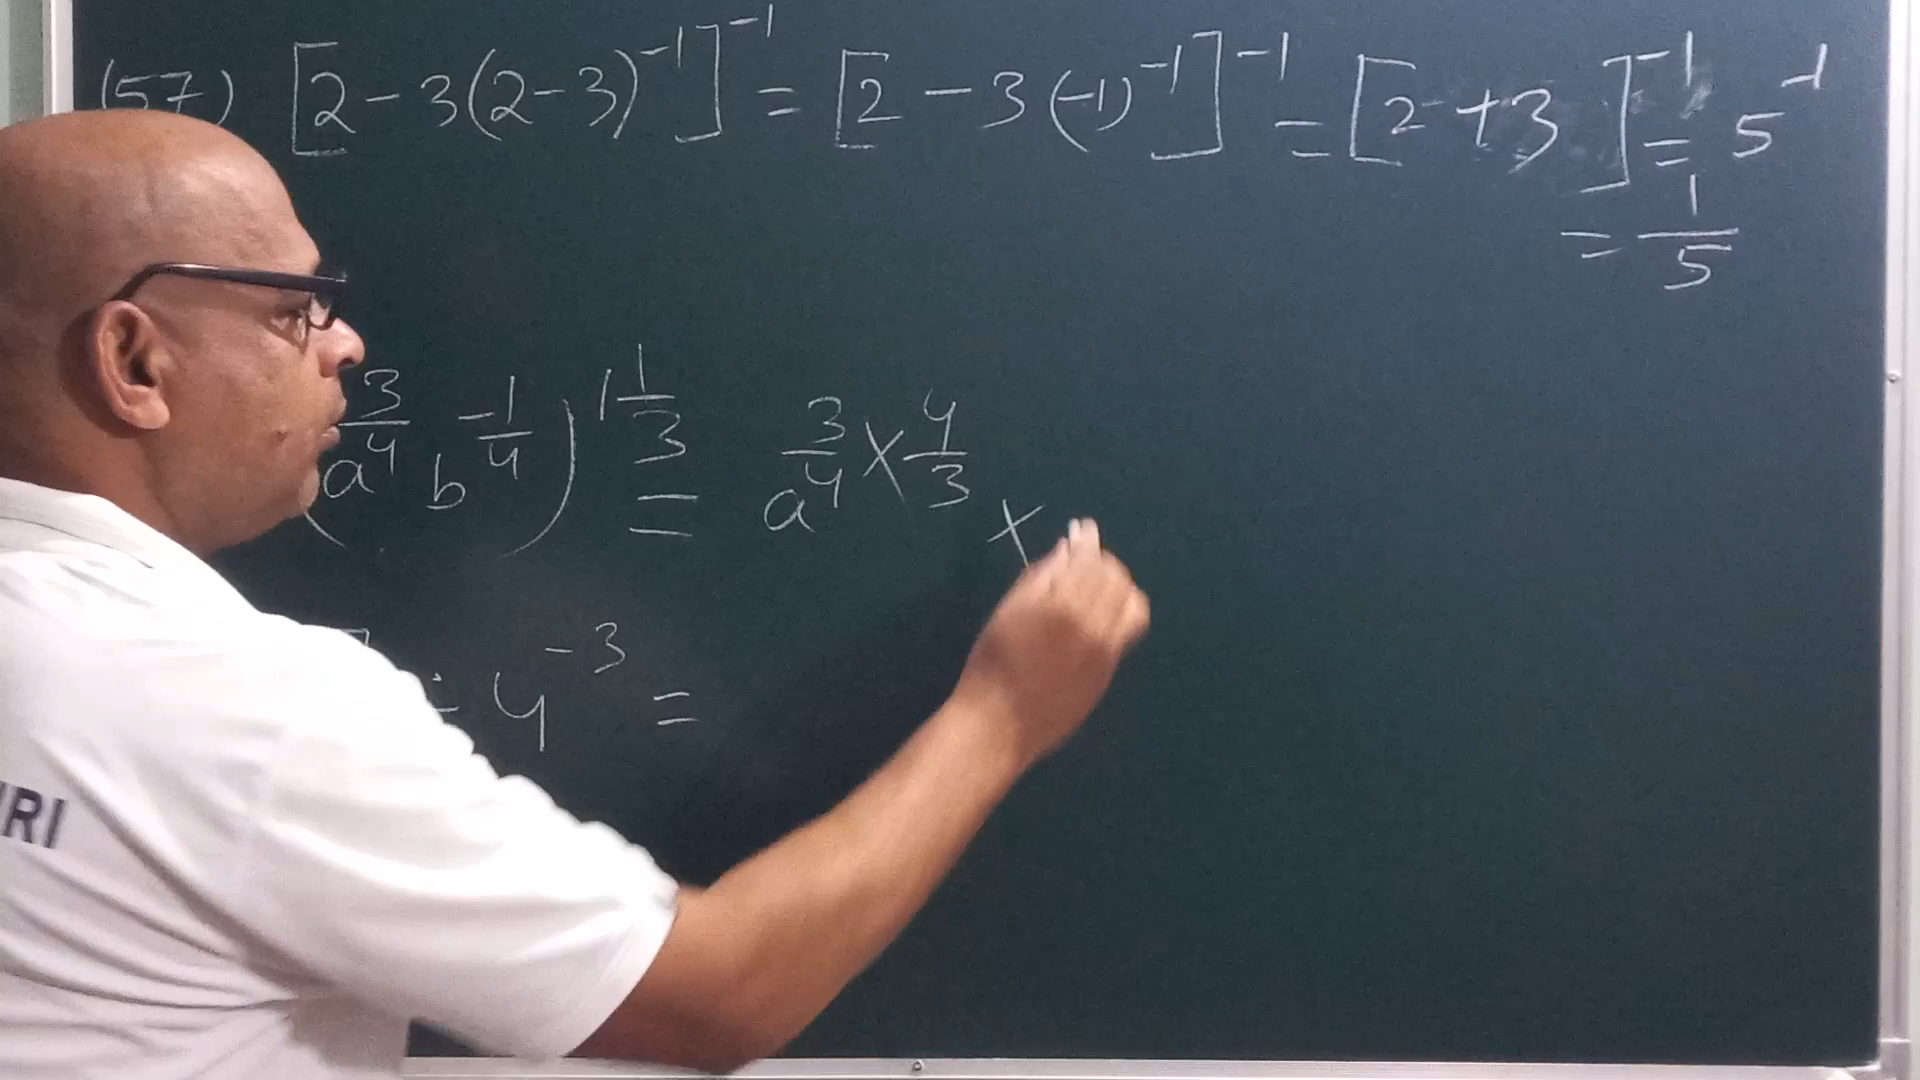 (57) [2-3(2-3)⁻¹]⁻¹ = [2-3(-1)⁻¹]⁻¹ = [2+3]⁻¹ = 5⁻¹
= 1/5
(a^(3/4) b^(-1/4))^(1 1/3) = a^(3/4 × 4/3) ×
÷ 4⁻³ =